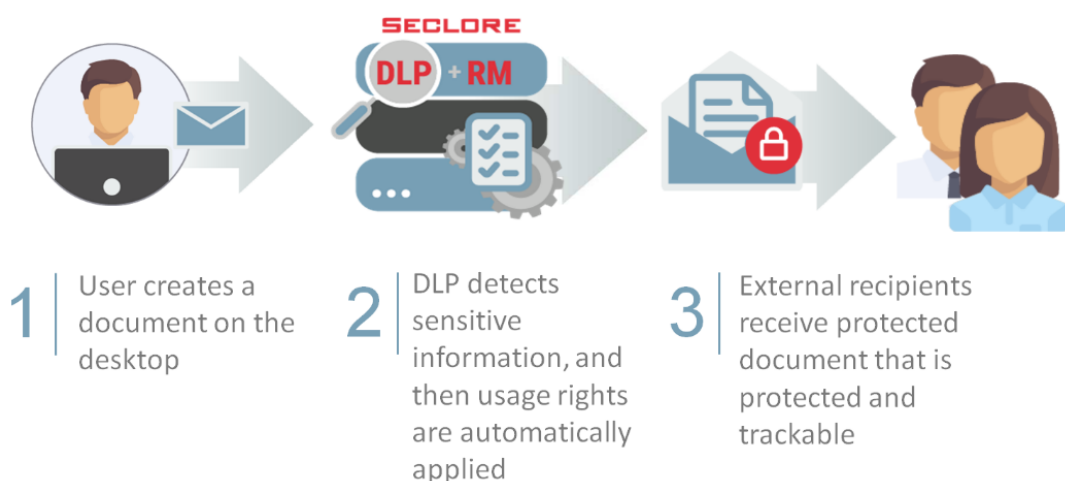 SECLORE
DLP + RM
1
User creates a
document on the
desktop
2
DLP detects
sensitive
information, and
then usage rights
are automatically
applied
3
External recipients
receive protected
document that is
protected and
trackable